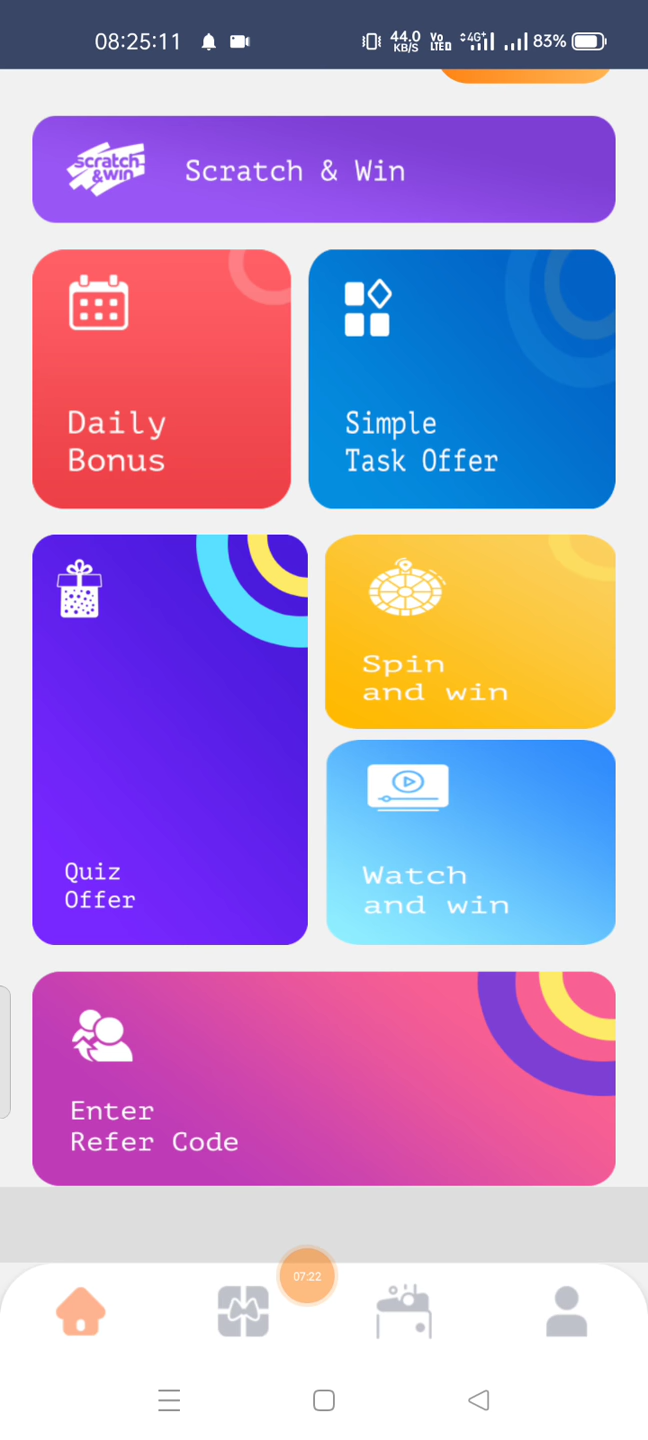 08:25:11
44.0
KB/S
Vo
LTED
4G+
83%
scratch
&win
Scratch & Win
Daily
Bonus
Simple
Task Offer
Quiz
Offer
Spin
and win
Watch
and win
Enter
Refer Code
07:22